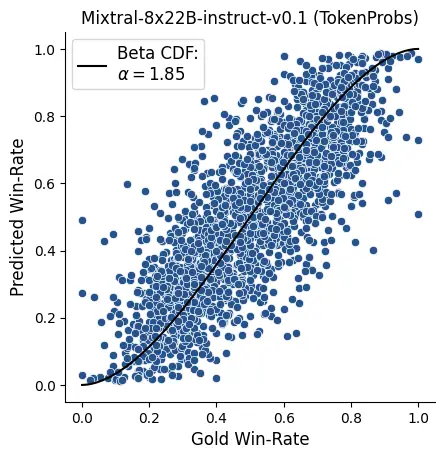 Mixtral-8x22B-instruct-v0.1 (TokenProbs)
Beta CDF:
α = 1.85
Predicted Win-Rate
1.0
0.8
0.6
0.4
0.2
0.0
0.0 0.2 0.4 0.6 0.8 1.0
Gold Win-Rate